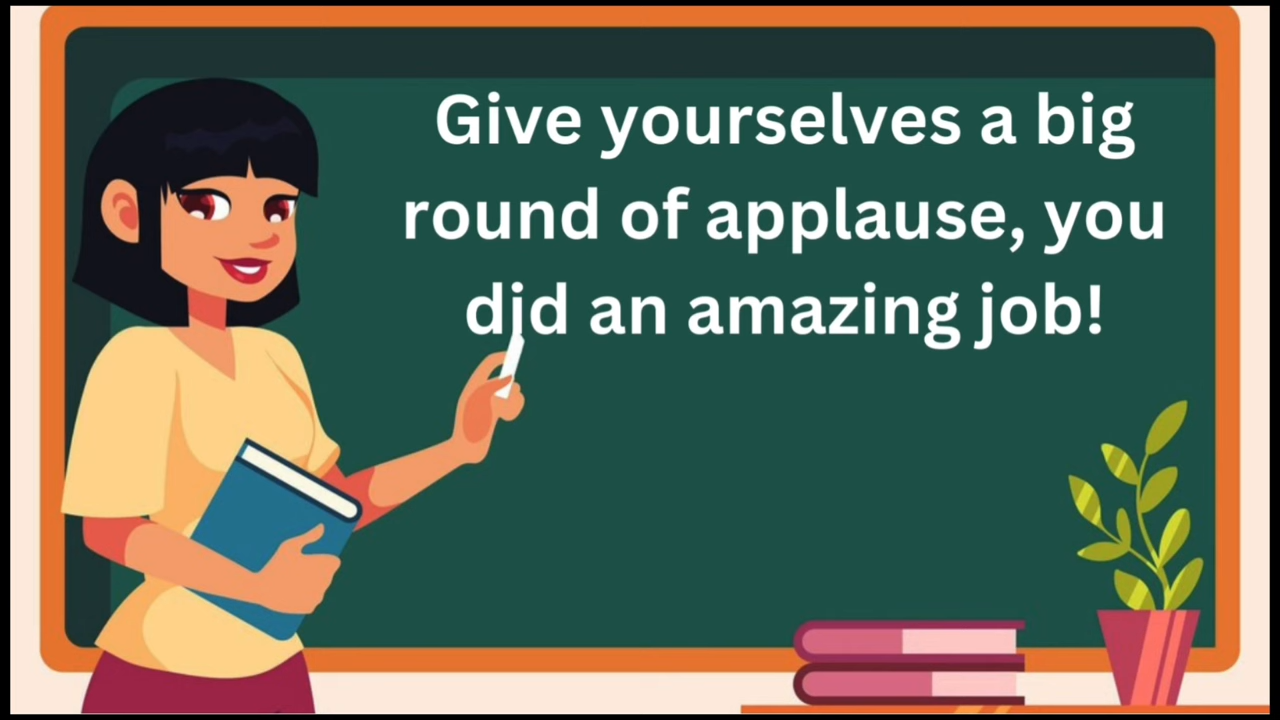 Give yourselves a big
round of applause, you
did an amazing job!